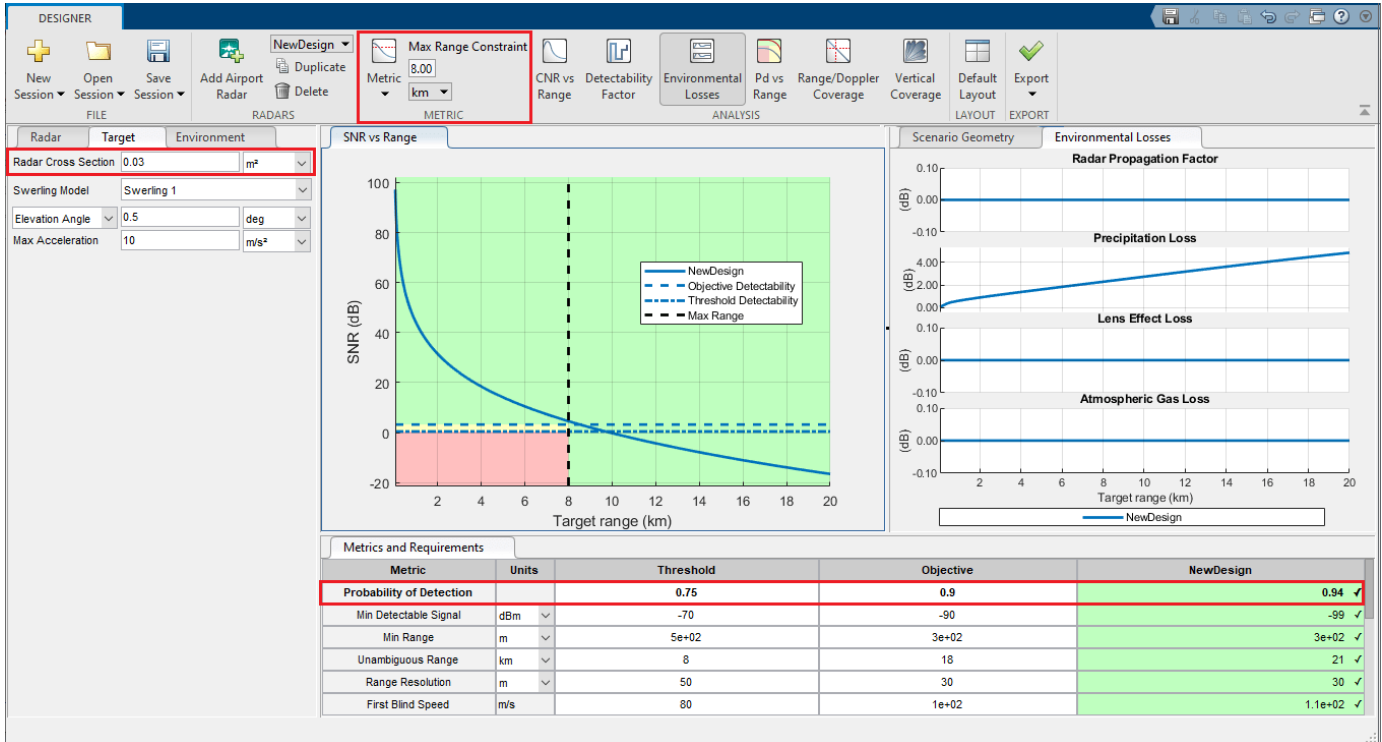 DESIGNER
New Session
Open Session
Save Session
FILE
Add Airport Radar
NewDesign
Duplicate
Delete
RADARS
Metric
Max Range Constraint
8.00
km
METRIC
CNR vs Range
Detectability Factor
Environmental Losses
Pd vs Range
Range/Doppler Coverage
Vertical Coverage
ANALYSIS
Default Layout
LAYOUT
Export
EXPORT
Radar Target Environment
Radar Cross Section 0.03 m²
Swerling Model Swerling 1
Elevation Angle 0.5 deg
Max Acceleration 10 m/s²
SNR vs Range
100
80
60
40
20
0
-20
SNR (dB)
NewDesign
Objective Detectability
Threshold Detectability
Max Range
2 4 6 8 10 12 14 16 18 20
Target range (km)
Scenario Geometry Environmental Losses
Radar Propagation Factor
0.10
0.00
-0.10
(dB)
Precipitation Loss
4.00
2.00
0.00
(dB)
Lens Effect Loss
0.10
0.00
-0.10
(dB)
Atmospheric Gas Loss
0.10
0.00
-0.10
(dB)
2 4 6 8 10 12 14 16 18 20
Target range (km)
NewDesign
Metrics and Requirements
Metric Units Threshold Objective NewDesign
Probability of Detection 0.75 0.9 0.94 ✓
Min Detectable Signal dBm -70 -90 -99 ✓
Min Range m 5e+02 3e+02 3e+02 ✓
Unambiguous Range km 8 18 21 ✓
Range Resolution m 50 30 30 ✓
First Blind Speed m/s 80 1e+02 1.1e+02 ✓